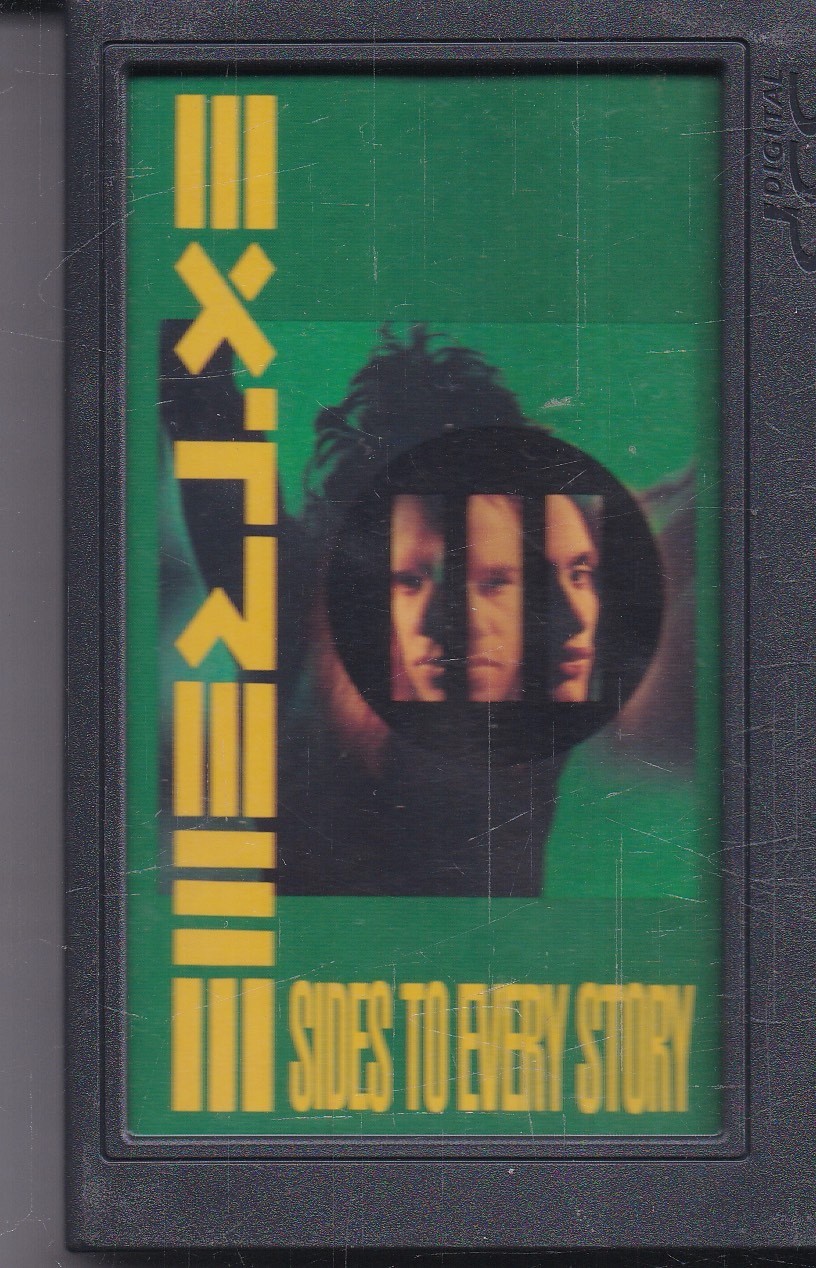 EXTREME
III SIDES TO EVERY STORY
DIGITAL